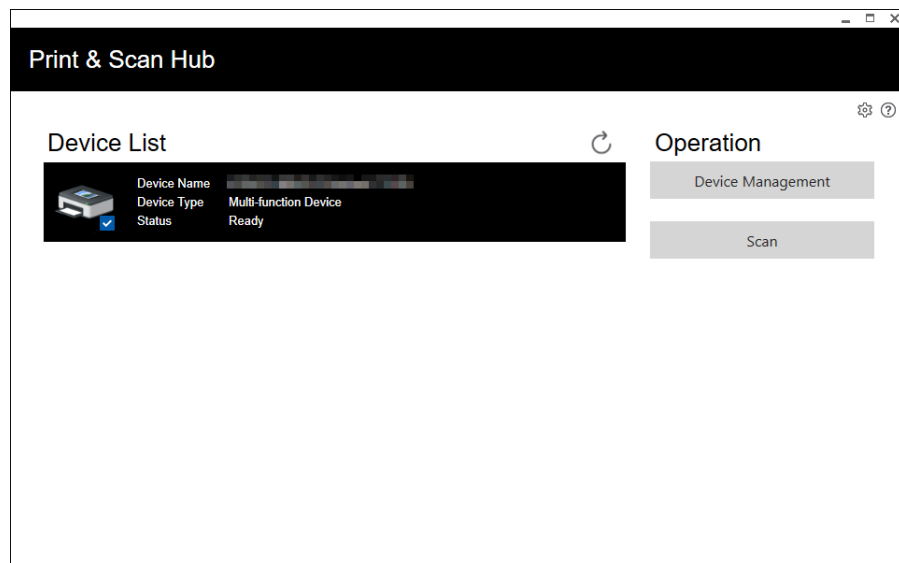 Print & Scan Hub
Device List
Operation
Device Name
Device Type Multi-function Device
Status Ready
Device Management
Scan